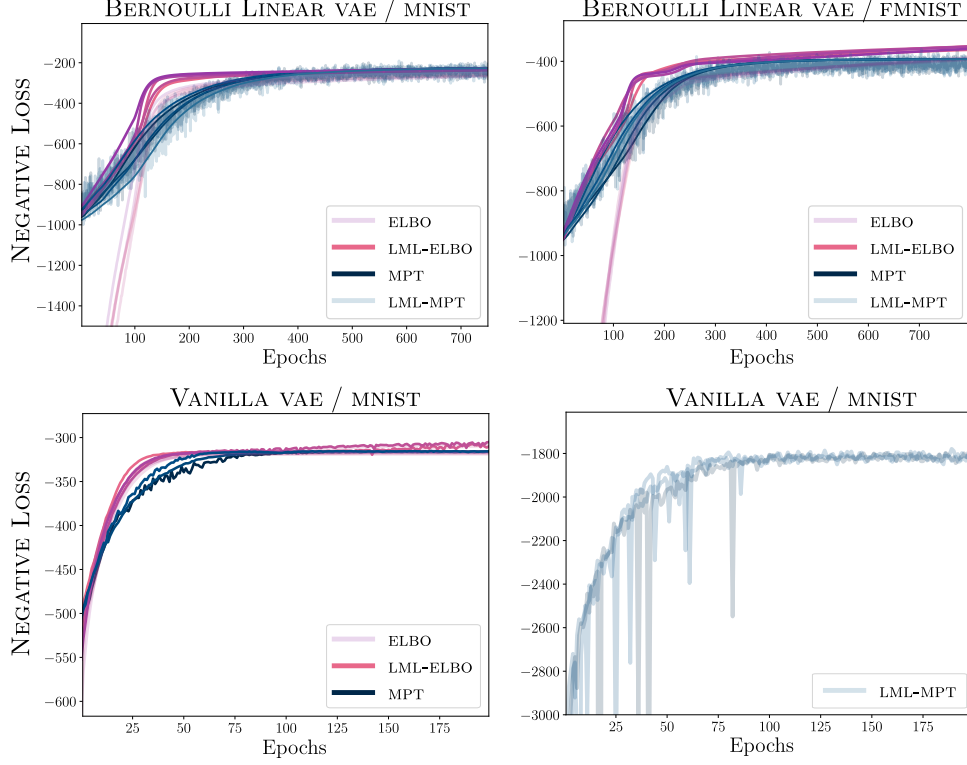 BERNOULLI LINEAR VAE / MNIST
NEGATIVE LOSS
−200
−400
−600
−800
−1000
−1200
−1400
100 200 300 400 500 600 700
Epochs
ELBO
LML-ELBO
MPT
LML-MPT
BERNOULLI LINEAR VAE / FMNIST
−400
−600
−800
−1000
−1200
100 200 300 400 500 600 700
Epochs
ELBO
LML-ELBO
MPT
LML-MPT
VANILLA VAE / MNIST
NEGATIVE LOSS
−300
−350
−400
−450
−500
−550
−600
25 50 75 100 125 150 175
Epochs
ELBO
LML-ELBO
MPT
VANILLA VAE / MNIST
−1800
−2000
−2200
−2400
−2600
−2800
−3000
25 50 75 100 125 150 175
Epochs
LML-MPT